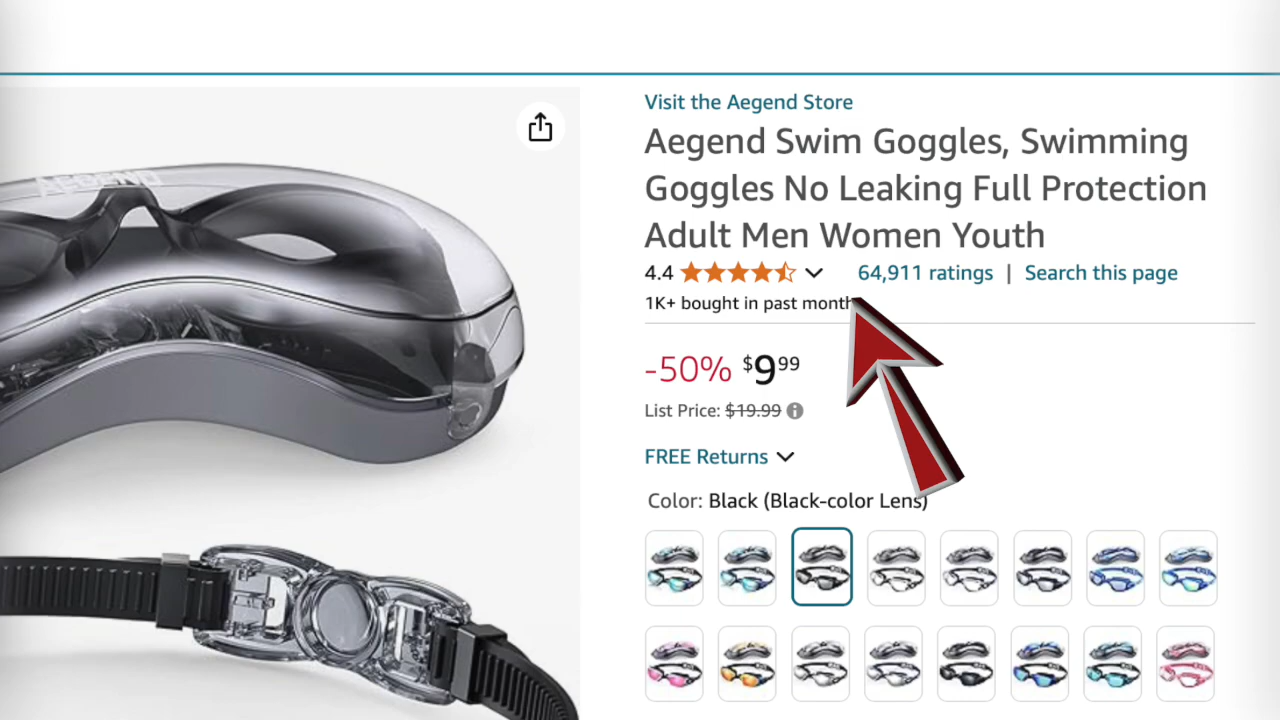 AEGEND
Visit the Aegend Store
Aegend Swim Goggles, Swimming
Goggles No Leaking Full Protection
Adult Men Women Youth
4.4 64,911 ratings | Search this page
1K+ bought in past month
-50% $9.99
List Price: $19.99
FREE Returns
Color: Black (Black-color Lens)